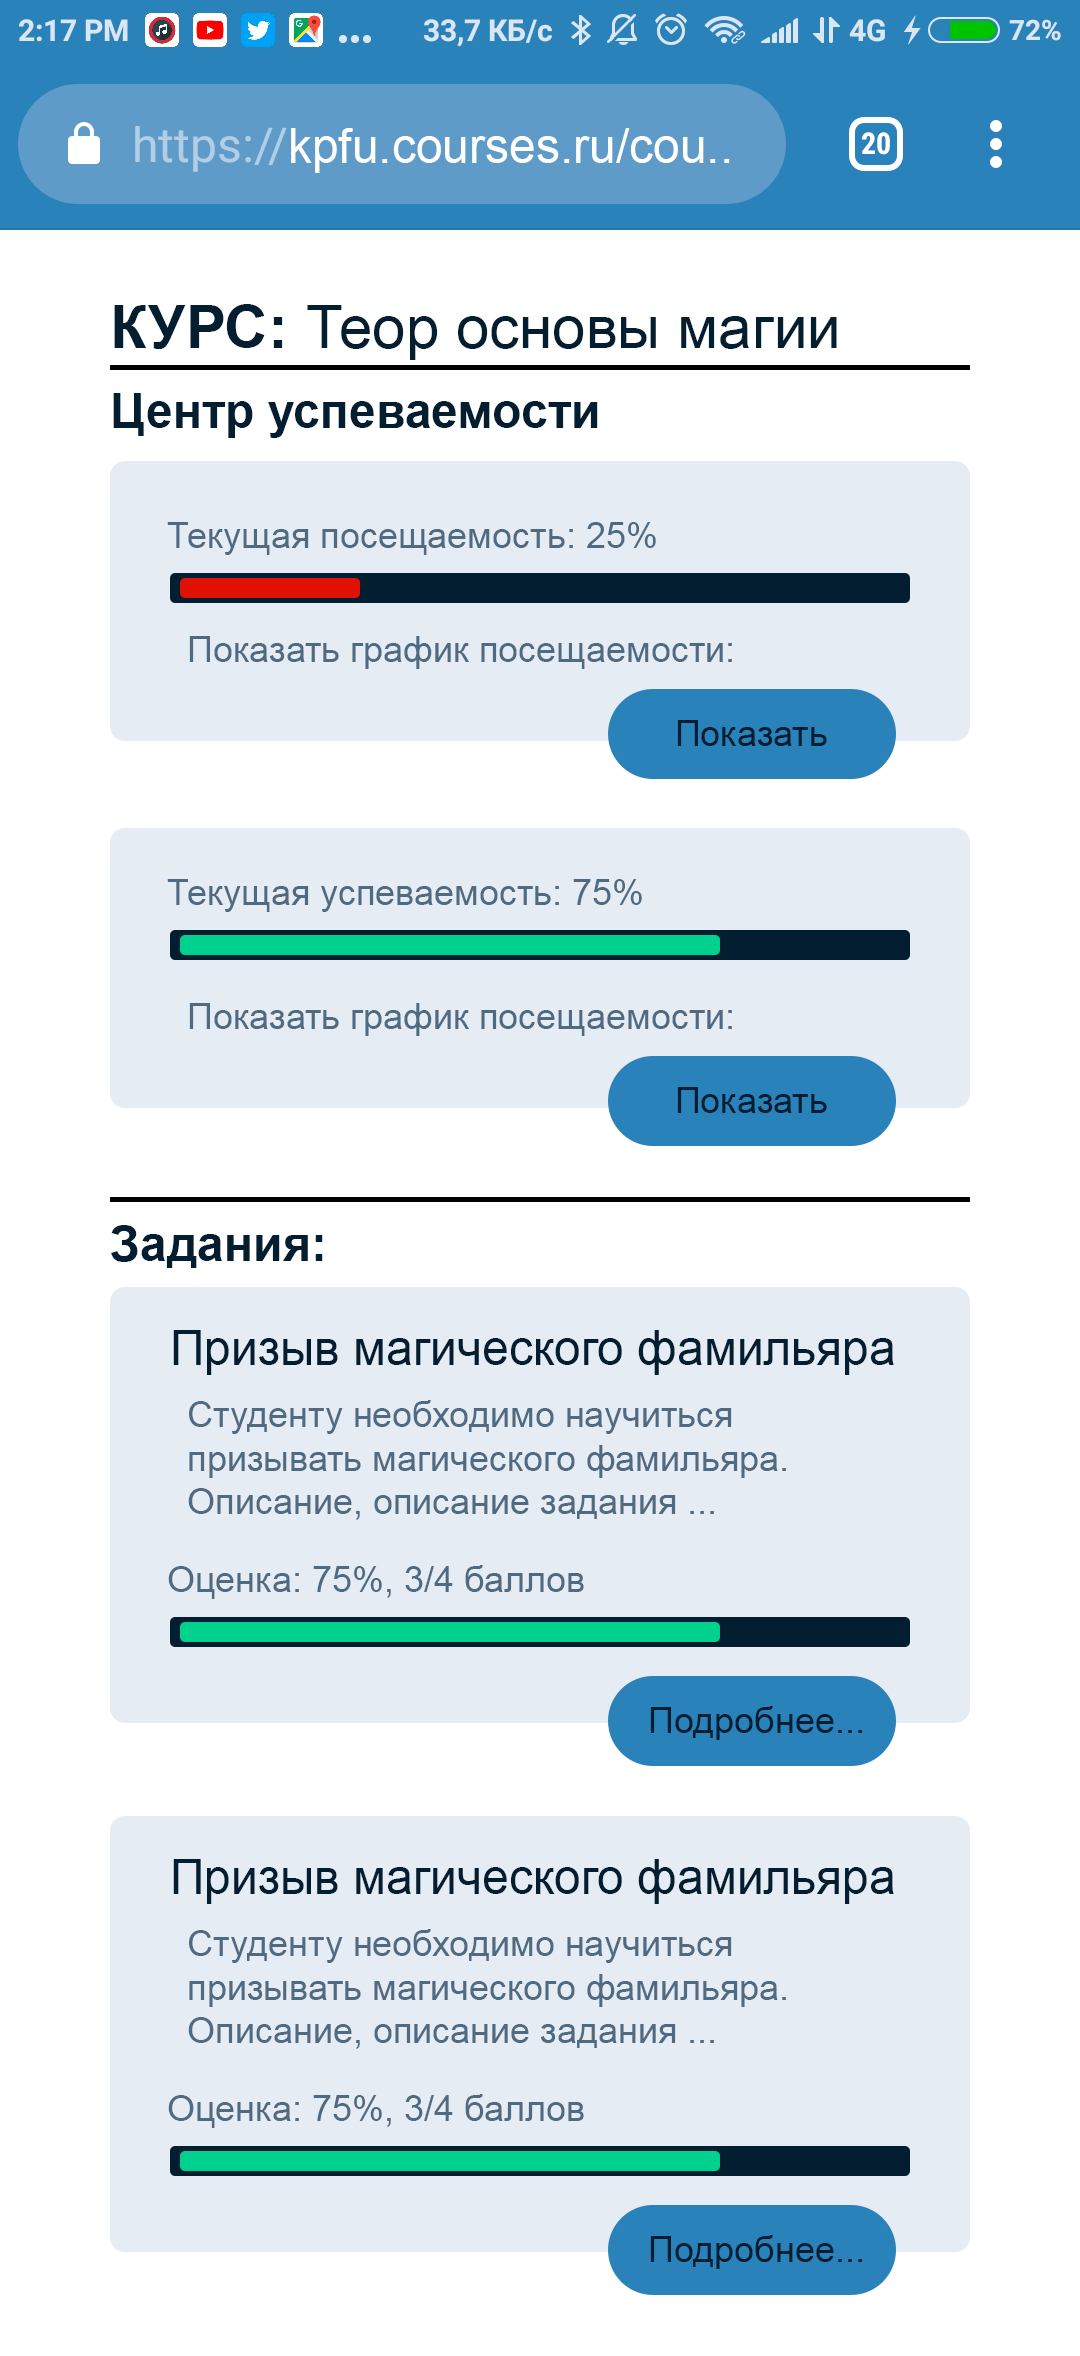 2:17 PM ... 33,7 КБ/с 4G 72%
https://kpfu.courses.ru/cou.. 20
КУРС: Теор основы магии
Центр успеваемости
Текущая посещаемость: 25%
Показать график посещаемости:
Показать
Текущая успеваемость: 75%
Показать график посещаемости:
Показать
Задания:
Призыв магического фамильяра
Студенту необходимо научиться
призывать магического фамильяра.
Описание, описание задания ...
Оценка: 75%, 3/4 баллов
Подробнее...
Призыв магического фамильяра
Студенту необходимо научиться
призывать магического фамильяра.
Описание, описание задания ...
Оценка: 75%, 3/4 баллов
Подробнее...